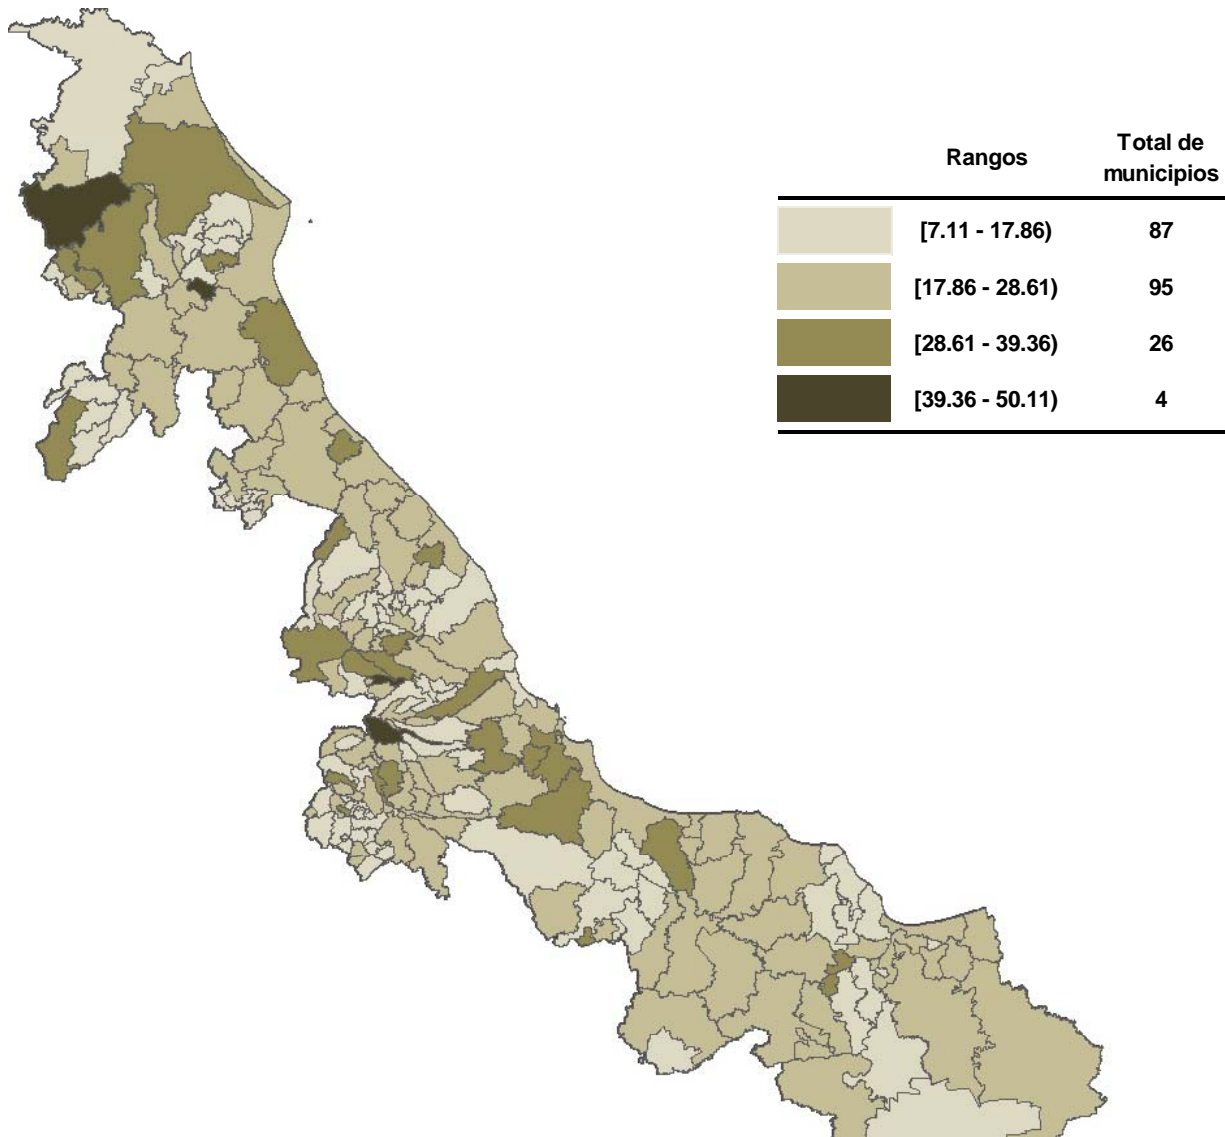 Rangos
Total de
municipios
[7.11 - 17.86) 87
[17.86 - 28.61) 95
[28.61 - 39.36) 26
[39.36 - 50.11) 4